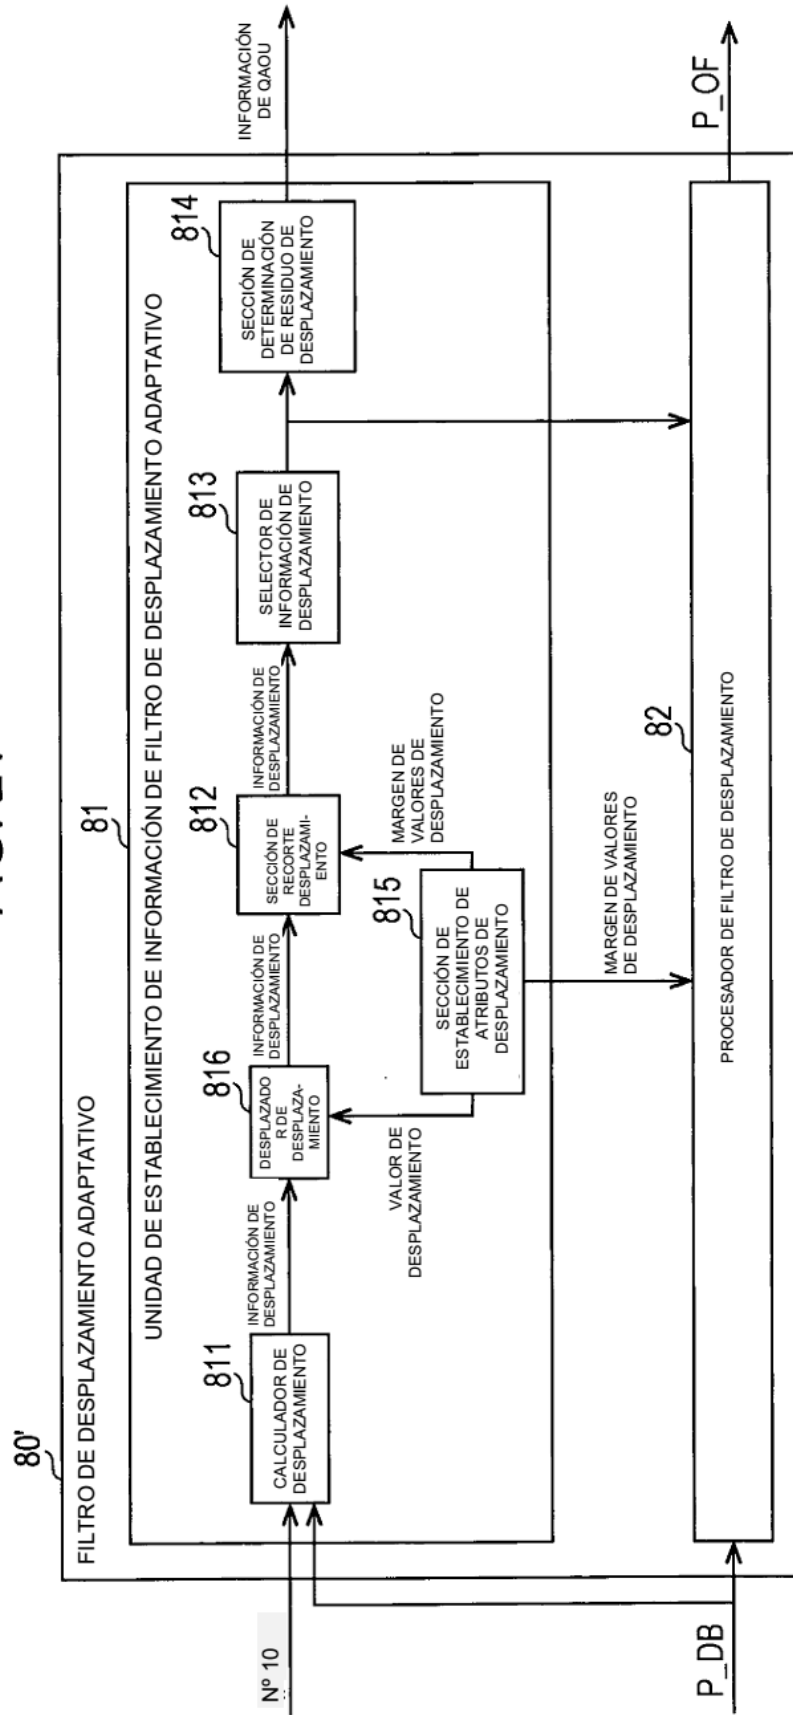 80'
FILTRO DE DESPLAZAMIENTO ADAPTATIVO
81
UNIDAD DE ESTABLECIMIENTO DE INFORMACIÓN DE FILTRO DE DESPLAZAMIENTO ADAPTATIVO
Nº 10
811
CALCULADOR DE
DESPLAZAMIENTO
INFORMACIÓN DE
DESPLAZAMIENTO
816
DESPLAZADO
R DE
DESPLAZA-
MIENTO
INFORMACIÓN DE
DESPLAZAMIENTO
812
SECCIÓN DE
RECORTE
DESPLAZAMI-
ENTO
INFORMACIÓN DE
DESPLAZAMIENTO
813
SELECTOR DE
INFORMACIÓN DE
DESPLAZAMIENTO
814
SECCIÓN DE
DETERMINACIÓN
DE RESIDUO DE
DESPLAZAMIENTO
INFORMACIÓN
DE QAOU
VALOR DE
DESPLAZAMIENTO
815
SECCIÓN DE
ESTABLECIMIENTO DE
ATRIBUTOS DE
DESPLAZAMIENTO
MARGEN DE
VALORES DE
DESPLAZAMIENTO
MARGEN DE VALORES
DE DESPLAZAMIENTO
82
PROCESADOR DE FILTRO DE DESPLAZAMIENTO
P_DB
P_OF